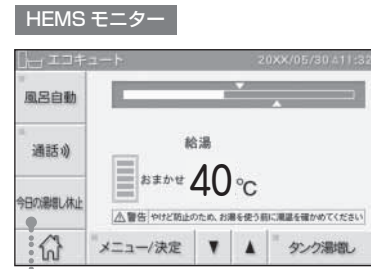 HEMS モニター
エコキュート 20XX/05/30 11:32
風呂自動
通話
今日の湯増し休止
給湯
おまかせ 40℃
警告 やけど防止のため、お湯を使う前に湯温を確かめてください
メニュー/決定 ▼ ▲ タンク湯増し